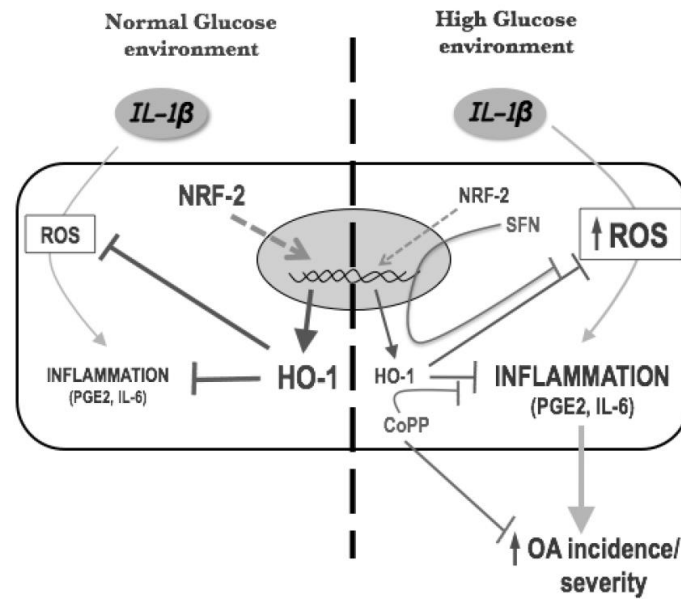 Normal Glucose
environment
High Glucose
environment
IL-1β
IL-1β
NRF-2
NRF-2
SFN
ROS
ROS
INFLAMMATION
(PGE2, IL-6)
HO-1
HO-1
INFLAMMATION
(PGE2, IL-6)
CoPP
OA incidence/
severity